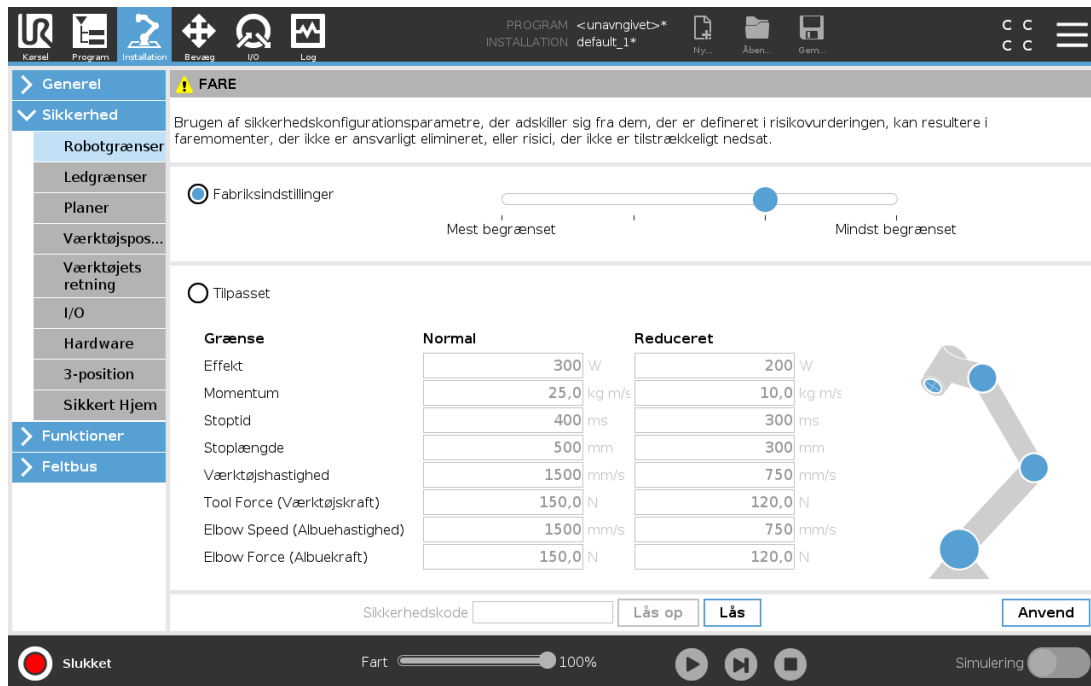 PROGRAM <unavngivet>*
INSTALLATION default_1*
Kørsel Program Installation Bevæg I/O Log
Ny... Åben... Gem...
C C
C C
Generel
Sikkerhed
Robotgrænser
Ledgrænser
Planer
Værktøjspos...
Værktøjets
retning
I/O
Hardware
3-position
Sikkert Hjem
Funktioner
Feltbus
FARE
Brugen af sikkerhedskonfigurationsparametre, der adskiller sig fra dem, der er defineret i risikovurderingen, kan resultere i
faremomenter, der ikke er ansvarligt elimineret, eller risici, der ikke er tilstrækkeligt nedsat.
Fabriksindstillinger
Mest begrænset Mindst begrænset
Tilpasset
Grænse Normal Reduceret
Effekt 300 W 200 W
Momentum 25,0 kg m/s 10,0 kg m/s
Stoptid 400 ms 300 ms
Stoplængde 500 mm 300 mm
Værktøjshastighed 1500 mm/s 750 mm/s
Tool Force (Værktøjskraft) 150,0 N 120,0 N
Elbow Speed (Albuehastighed) 1500 mm/s 750 mm/s
Elbow Force (Albuekraft) 150,0 N 120,0 N
Sikkerhedskode Lås op Lås Anvend
Slukket Fart 100% Simulering